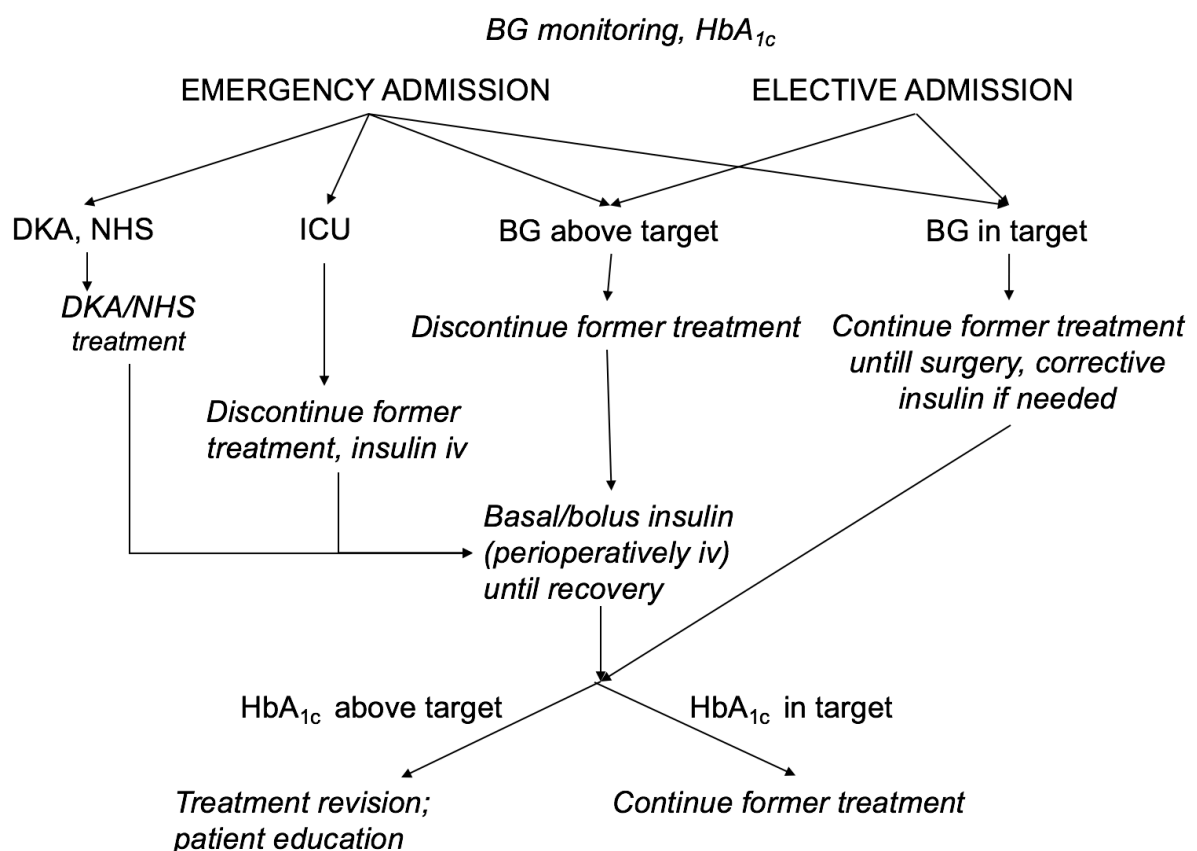 BG monitoring, HbA1c
EMERGENCY ADMISSION
ELECTIVE ADMISSION
DKA, NHS
ICU
BG above target
BG in target
DKA/NHS
treatment
Discontinue former treatment
Continue former treatment
untill surgery, corrective
insulin if needed
Discontinue former
treatment, insulin iv
Basal/bolus insulin
(perioperatively iv)
until recovery
HbA1c above target
HbA1c in target
Treatment revision;
patient education
Continue former treatment